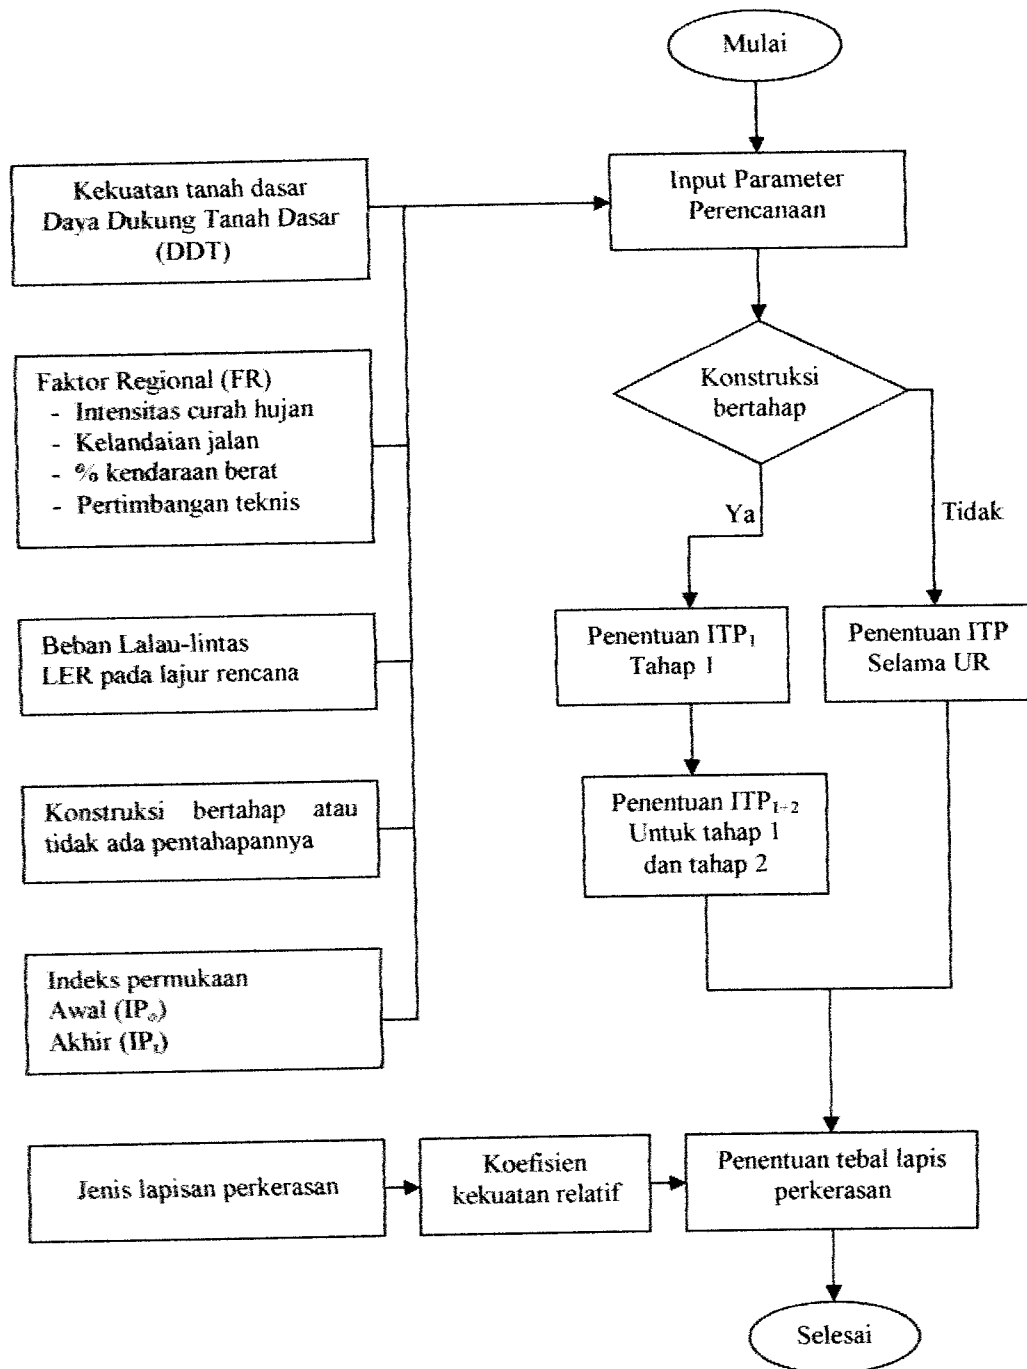 Mulai
Input Parameter
Perencanaan
Kekuatan tanah dasar
Daya Dukung Tanah Dasar
(DDT)
Faktor Regional (FR)
- Intensitas curah hujan
- Kelandaian jalan
- % kendaraan berat
- Pertimbangan teknis
Beban Lalau-lintas
LER pada lajur rencana
Konstruksi bertahap atau
tidak ada pentahapannya
Indeks permukaan
Awal (IPₒ)
Akhir (IPₜ)
Konstruksi
bertahap
Ya
Tidak
Penentuan ITP₁
Tahap 1
Penentuan ITP
Selama UR
Penentuan ITP₁₊₂
Untuk tahap 1
dan tahap 2
Jenis lapisan perkerasan
Koefisien
kekuatan relatif
Penentuan tebal lapis
perkerasan
Selesai